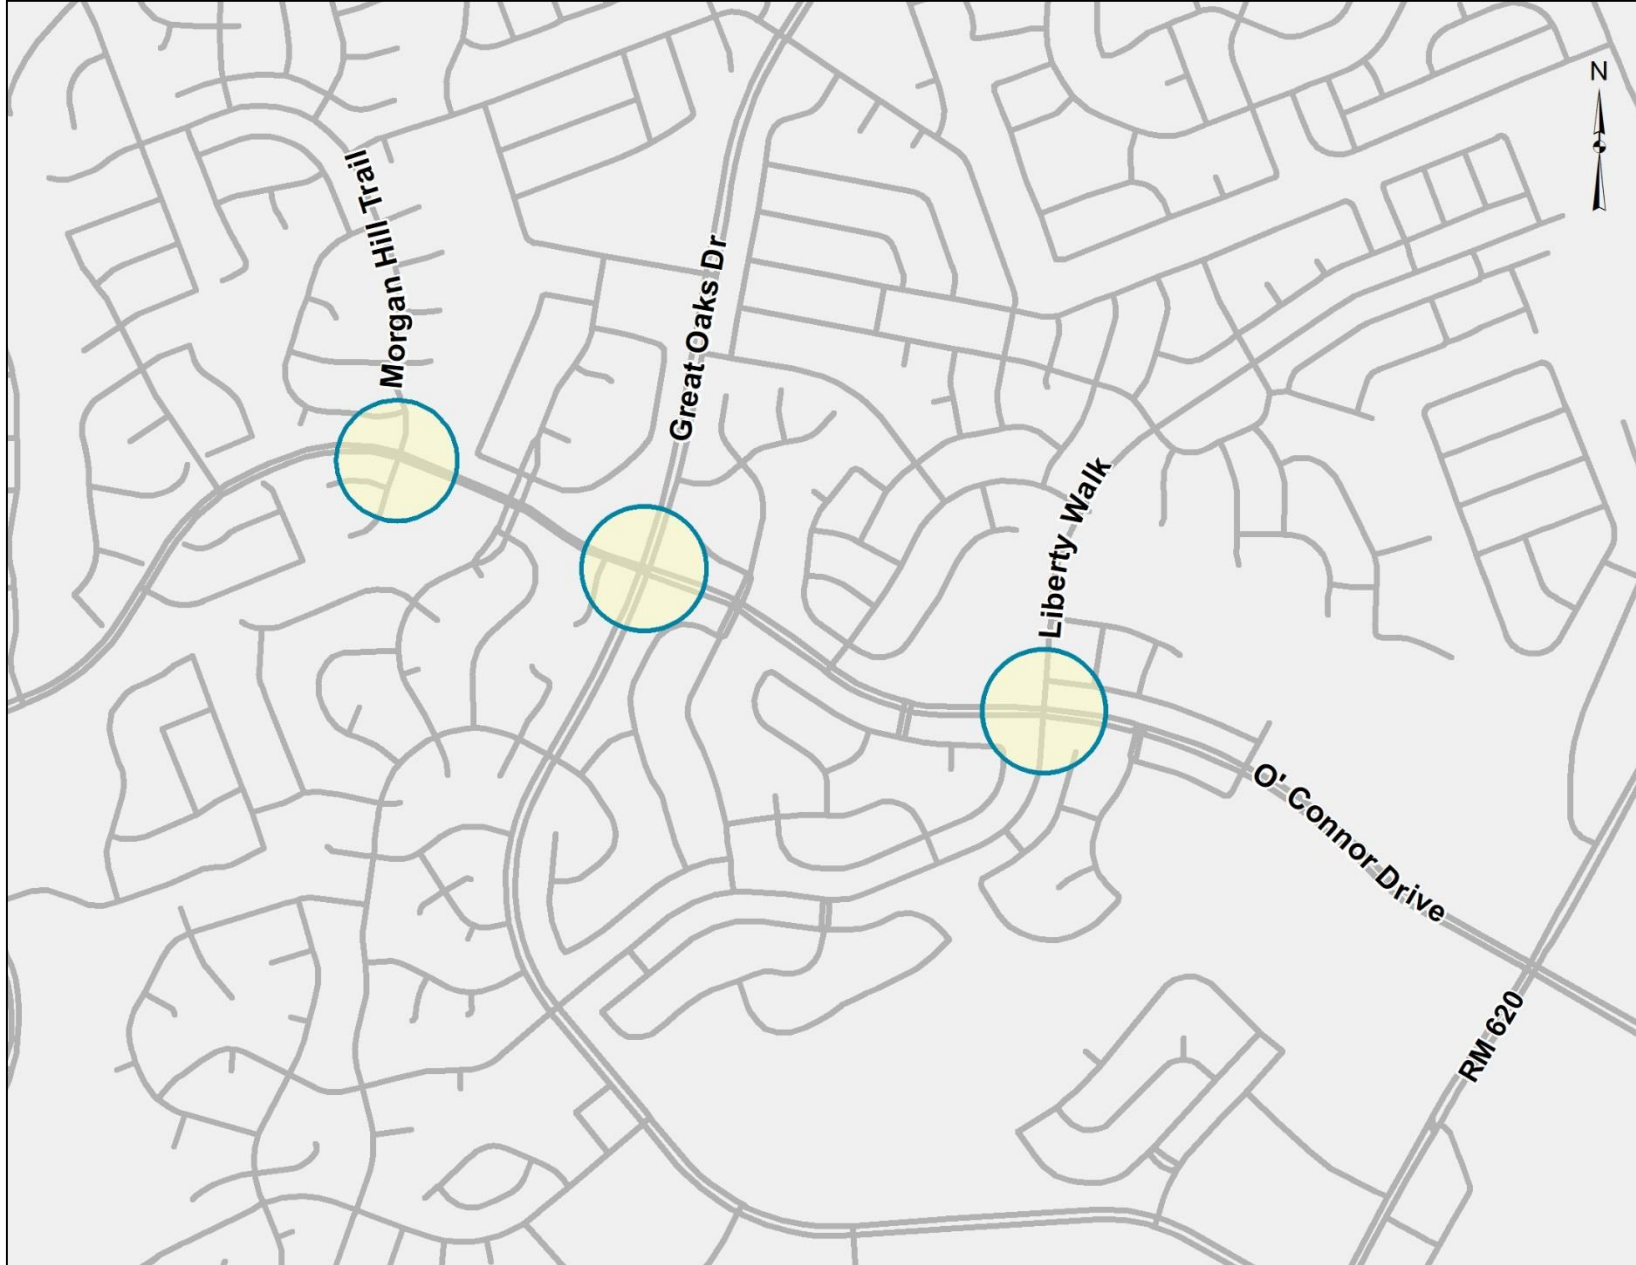 N
Morgan Hill Trail
Great Oaks Dr
Liberty Walk
O' Connor Drive
RM 620